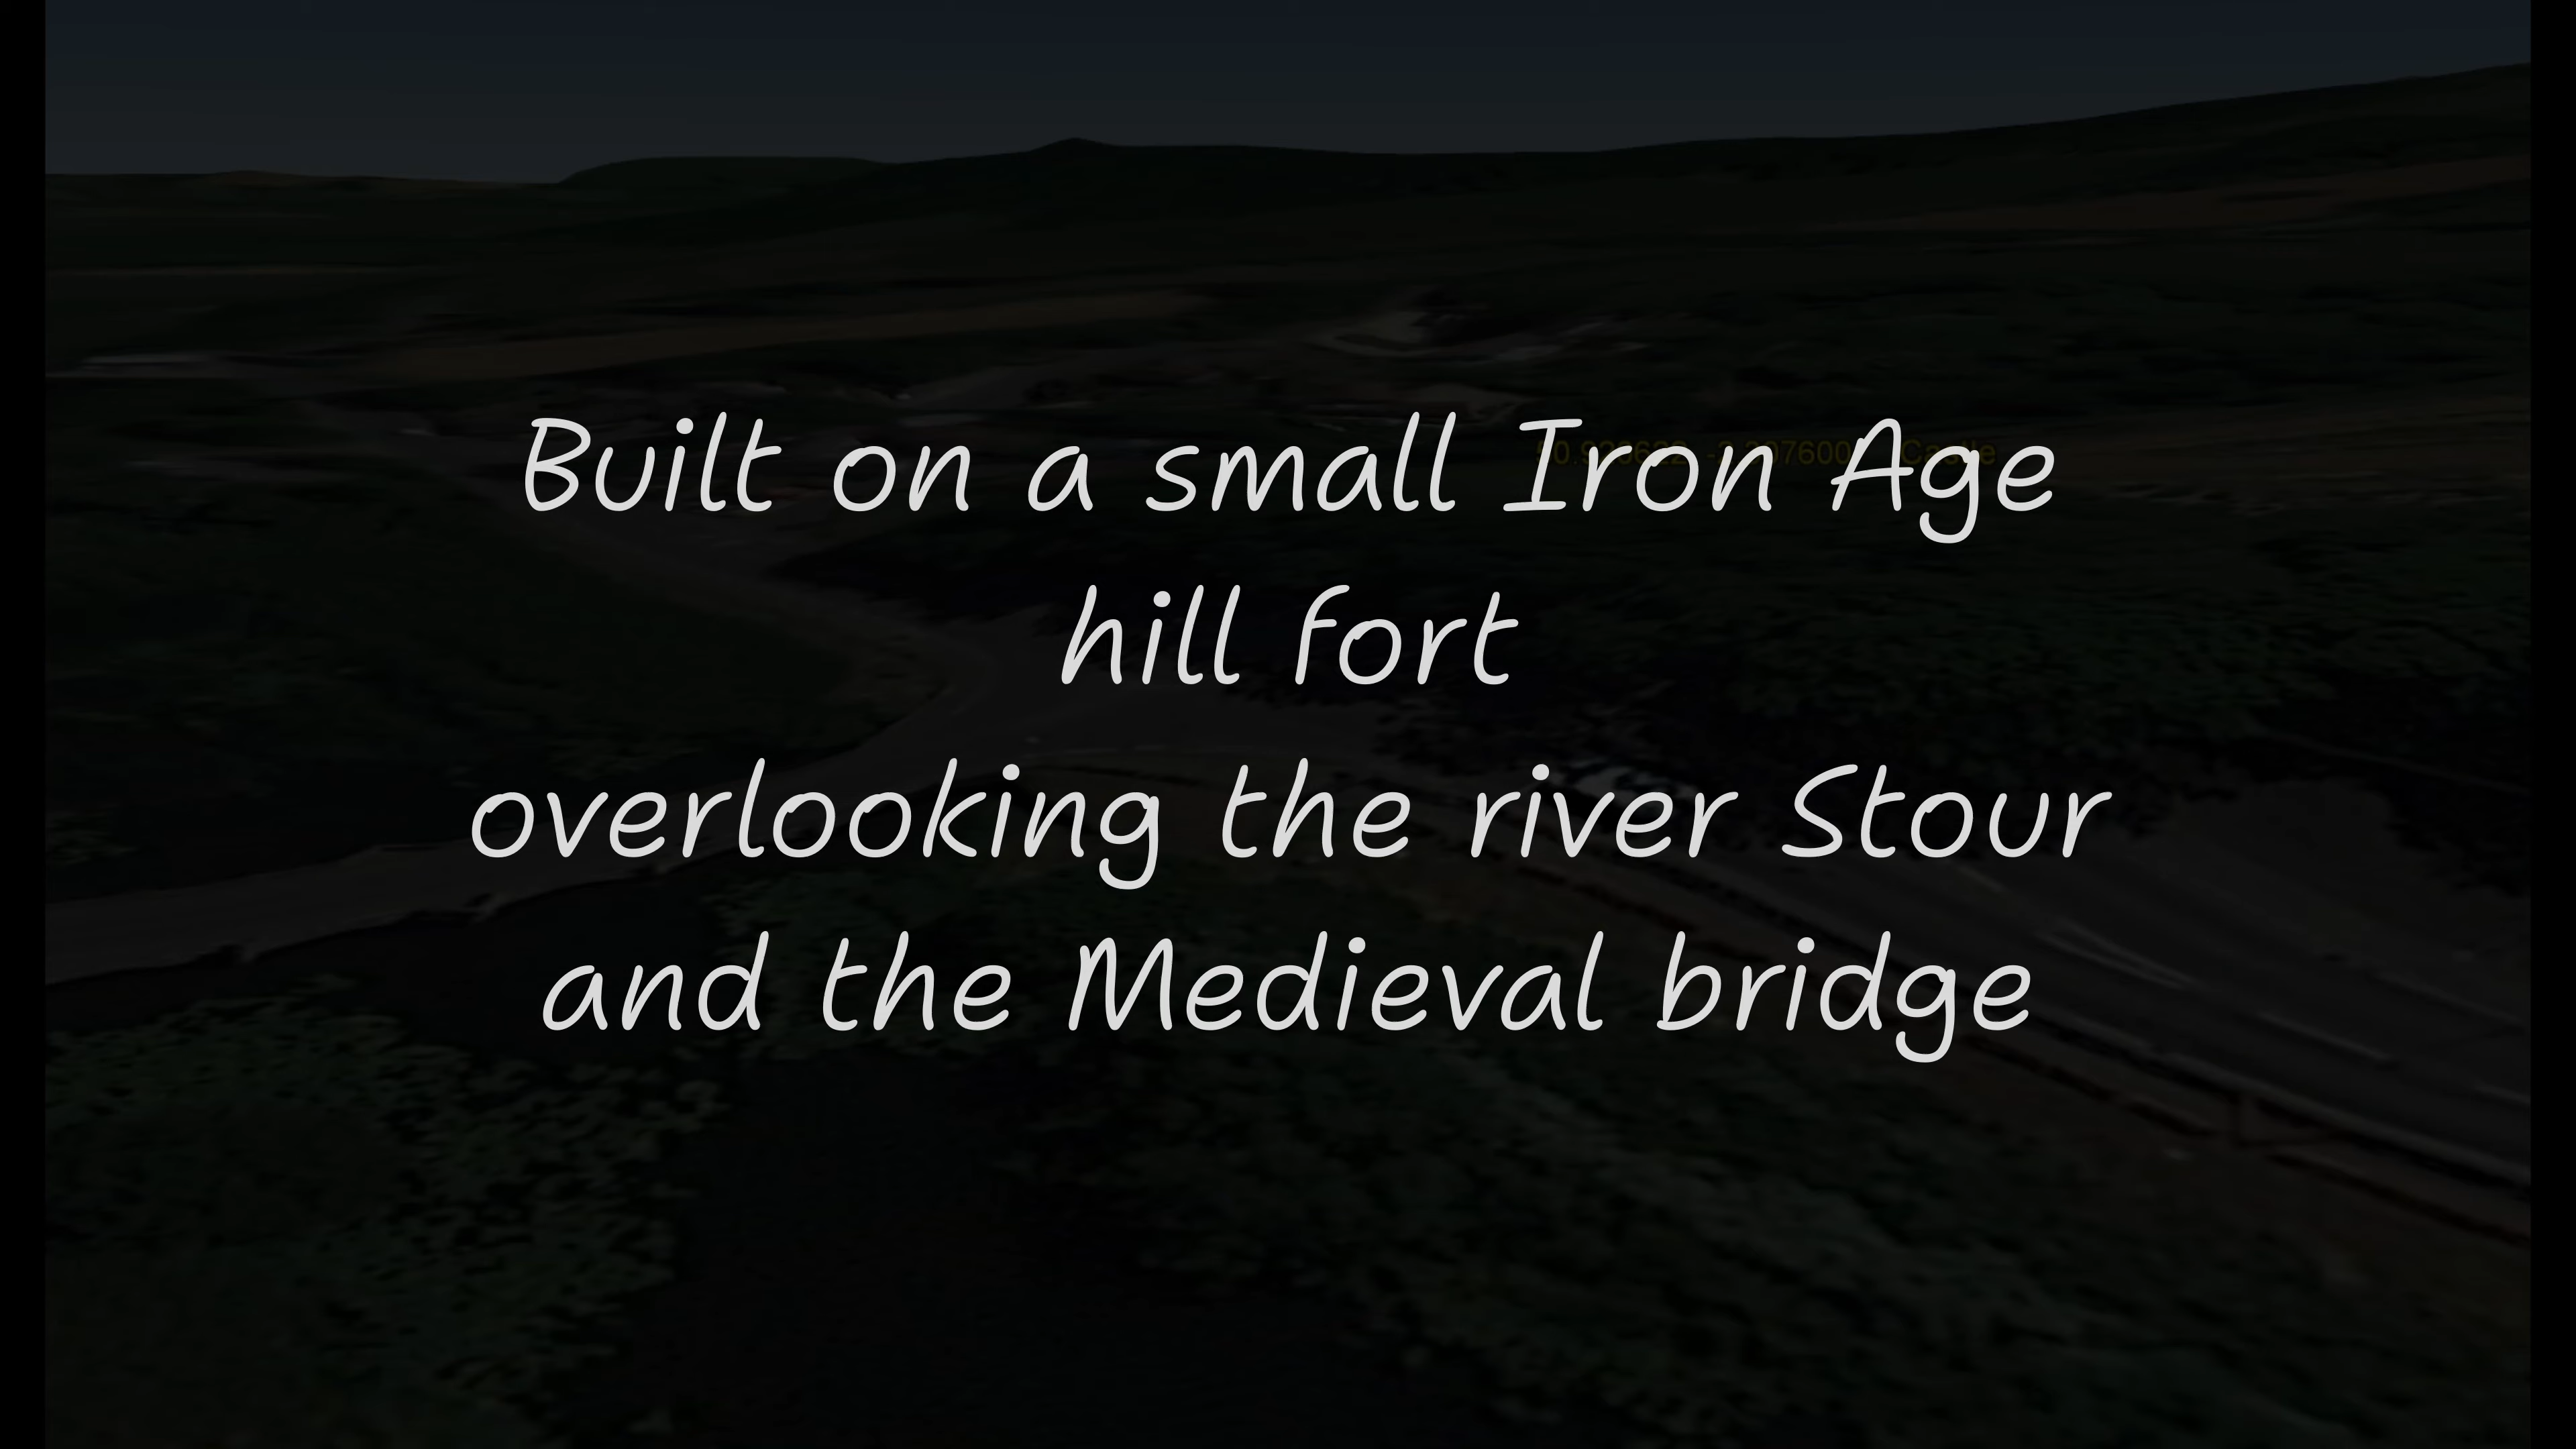 Built on a small Iron Age
hill fort
overlooking the river Stour
and the Medieval bridge